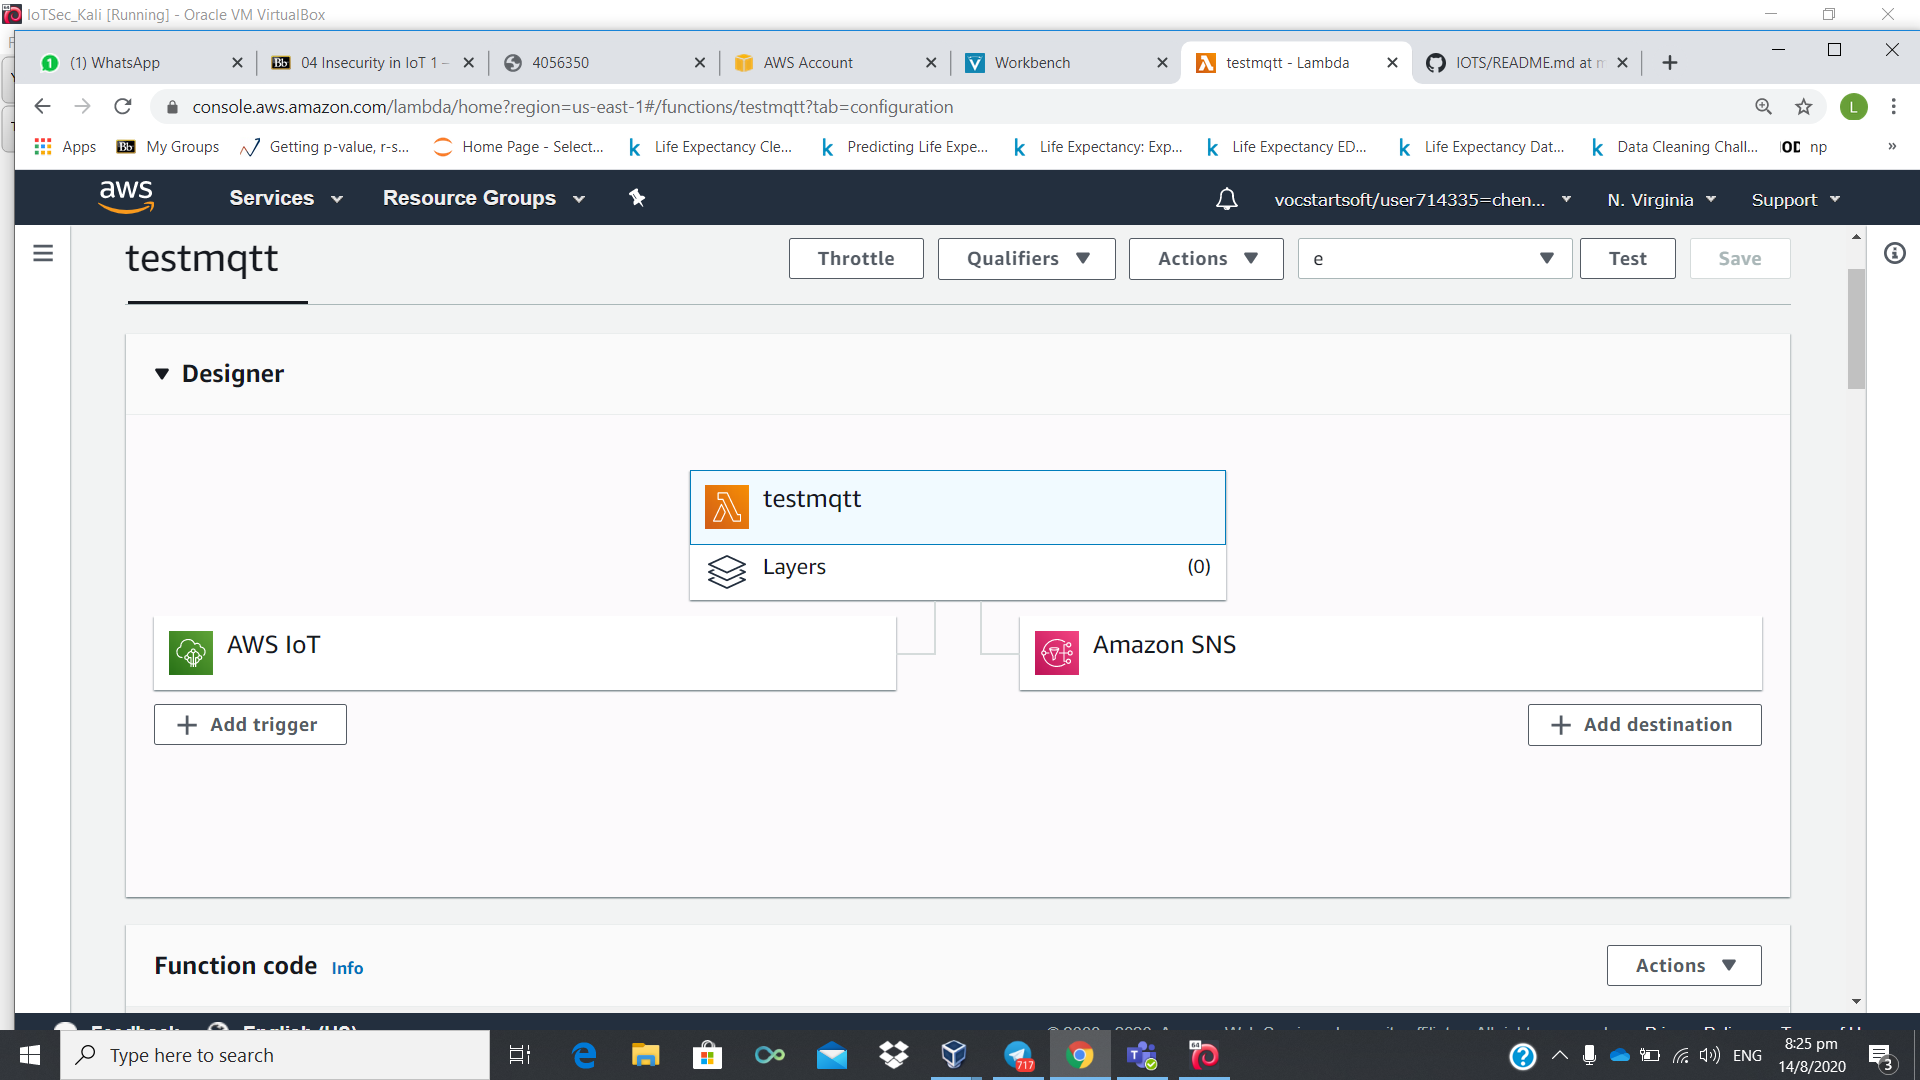 IoTSec_Kali [Running] - Oracle VM VirtualBox
(1) WhatsApp
04 Insecurity in IoT 1 –
4056350
AWS Account
Workbench
testmqtt - Lambda
IOTS/README.md at m
console.aws.amazon.com/lambda/home?region=us-east-1#/functions/testmqtt?tab=configuration
L
Apps
Bb My Groups
Getting p-value, r-s...
Home Page - Select...
Life Expectancy Cle...
Predicting Life Expe...
Life Expectancy: Exp...
Life Expectancy ED...
Life Expectancy Dat...
Data Cleaning Chall...
np
»
aws
Services
Resource Groups
vocstartsoft/user714335=chen...
N. Virginia
Support
testmqtt
Throttle
Qualifiers
Actions
e
Test
Save
Designer
testmqtt
Layers
(0)
AWS IoT
Amazon SNS
Add trigger
Add destination
Function code Info
Actions
Type here to search
717
ENG
8:25 pm
14/8/2020
3